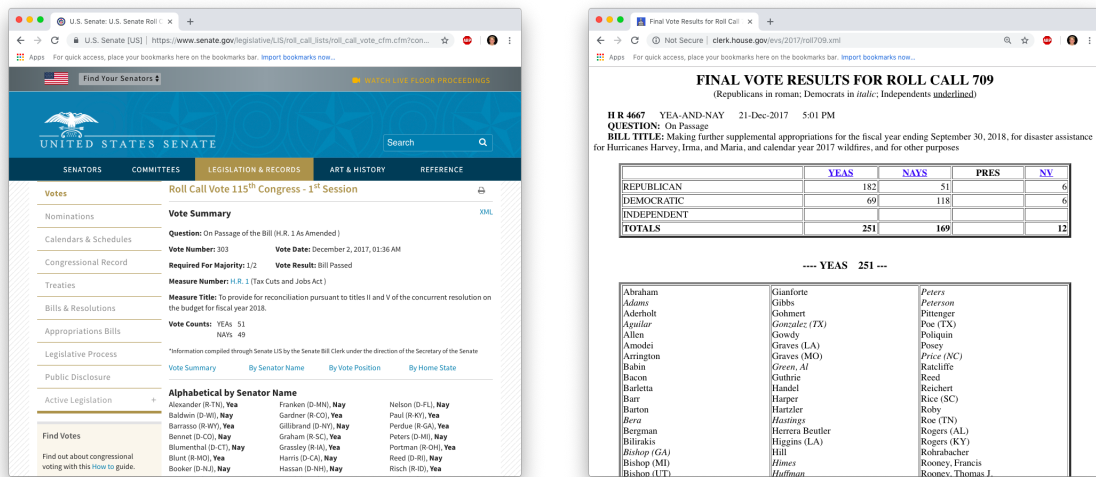 U.S. Senate: U.S. Senate Roll C
U.S. Senate [US] | https://www.senate.gov/legislative/LIS/roll_call_lists/roll_call_vote_cfm.cfm?con...
Apps For quick access, place your bookmarks here on the bookmarks bar. Import bookmarks now...
Find Your Senators
WATCH LIVE FLOOR PROCEEDINGS
UNITED STATES SENATE
Search
SENATORS COMMITTEES LEGISLATION & RECORDS ART & HISTORY REFERENCE
Votes
Nominations
Calendars & Schedules
Congressional Record
Treaties
Bills & Resolutions
Appropriations Bills
Legislative Process
Public Disclosure
Active Legislation +
Find Votes
Find out about congressional
voting with this How to guide.
Roll Call Vote 115th Congress - 1st Session
Vote Summary XML
Question: On Passage of the Bill (H.R. 1 As Amended )
Vote Number: 303 Vote Date: December 2, 2017, 01:36 AM
Required For Majority: 1/2 Vote Result: Bill Passed
Measure Number: H.R. 1 (Tax Cuts and Jobs Act )
Measure Title: To provide for reconciliation pursuant to titles II and V of the concurrent resolution on
the budget for fiscal year 2018.
Vote Counts: YEAs 51
NAYs 49
*Information compiled through Senate LIS by the Senate Bill Clerk under the direction of the Secretary of the Senate
Vote Summary By Senator Name By Vote Position By Home State
Alphabetical by Senator Name
Alexander (R-TN), Yea Franken (D-MN), Nay Nelson (D-FL), Nay
Baldwin (D-WI), Nay Gardner (R-CO), Yea Paul (R-KY), Yea
Barrasso (R-WY), Yea Gillibrand (D-NY), Nay Perdue (R-GA), Yea
Bennet (D-CO), Nay Graham (R-SC), Yea Peters (D-MI), Nay
Blumenthal (D-CT), Nay Grassley (R-IA), Yea Portman (R-OH), Yea
Blunt (R-MO), Yea Harris (D-CA), Nay Reed (D-RI), Nay
Booker (D-NJ), Nay Hassan (D-NH), Nay Risch (R-ID), Yea
Final Vote Results for Roll Call
Not Secure | clerk.house.gov/evs/2017/roll709.xml
Apps For quick access, place your bookmarks here on the bookmarks bar. Import bookmarks now...
FINAL VOTE RESULTS FOR ROLL CALL 709
(Republicans in roman; Democrats in italic; Independents underlined)
H R 4667 YEA-AND-NAY 21-Dec-2017 5:01 PM
QUESTION: On Passage
BILL TITLE: Making further supplemental appropriations for the fiscal year ending September 30, 2018, for disaster assistance
for Hurricanes Harvey, Irma, and Maria, and calendar year 2017 wildfires, and for other purposes
YEAS NAYS PRES NV
REPUBLICAN 182 51 6
DEMOCRATIC 69 118 6
INDEPENDENT
TOTALS 251 169 12
---- YEAS 251 ---
Abraham Gianforte Peters
Adams Gibbs Peterson
Aderholt Gohmert Pittenger
Aguilar Gonzalez (TX) Poe (TX)
Allen Gowdy Poliquin
Amodei Graves (LA) Posey
Arrington Graves (MO) Price (NC)
Babin Green, Al Ratcliffe
Bacon Guthrie Reed
Barletta Handel Reichert
Barr Harper Rice (SC)
Barton Hartzler Roby
Bera Hastings Roe (TN)
Bergman Herrera Beutler Rogers (AL)
Bilirakis Higgins (LA) Rogers (KY)
Bishop (GA) Hill Rohrabacher
Bishop (MI) Himes Rooney, Francis
Bishop (UT) Huffman Rooney, Thomas J.